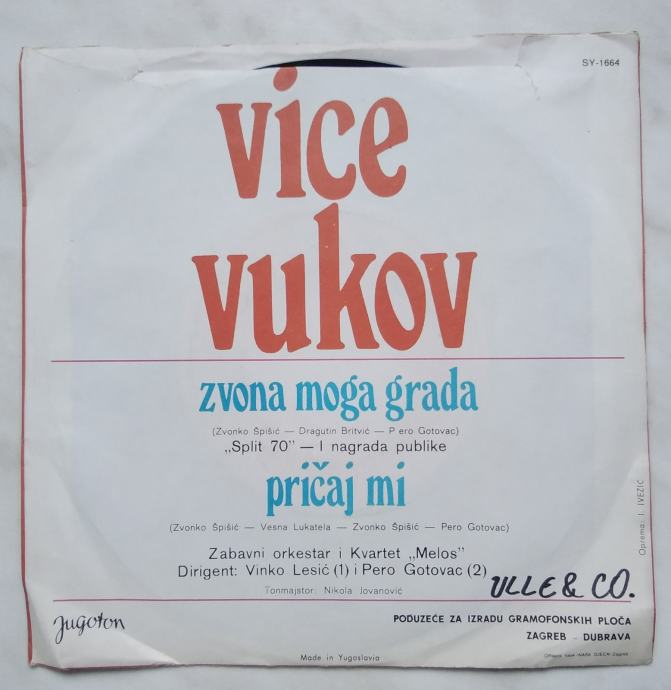 SY-1664
vice
vukov
zvona moga grada
(Zvonko Špišić — Dragutin Britvić — P ero Gotovac)
„Split 70” — I nagrada publike
pričaj mi
(Zvonko Špišić — Vesna Lukatela — Zvonko Špišić — Pero Gotovac)
Zabavni orkestar i Kvartet „Melos”
Dirigent: Vinko Lesić (1) i Pero Gotovac (2)
Tonmajstor: Nikola Jovanović
Oprema: I. IVEZIĆ
ULLE & CO.
Jugoton
PODUZEĆE ZA IZRADU GRAMOFONSKIH PLOČA
ZAGREB - DUBRAVA
Made in Yugoslavia